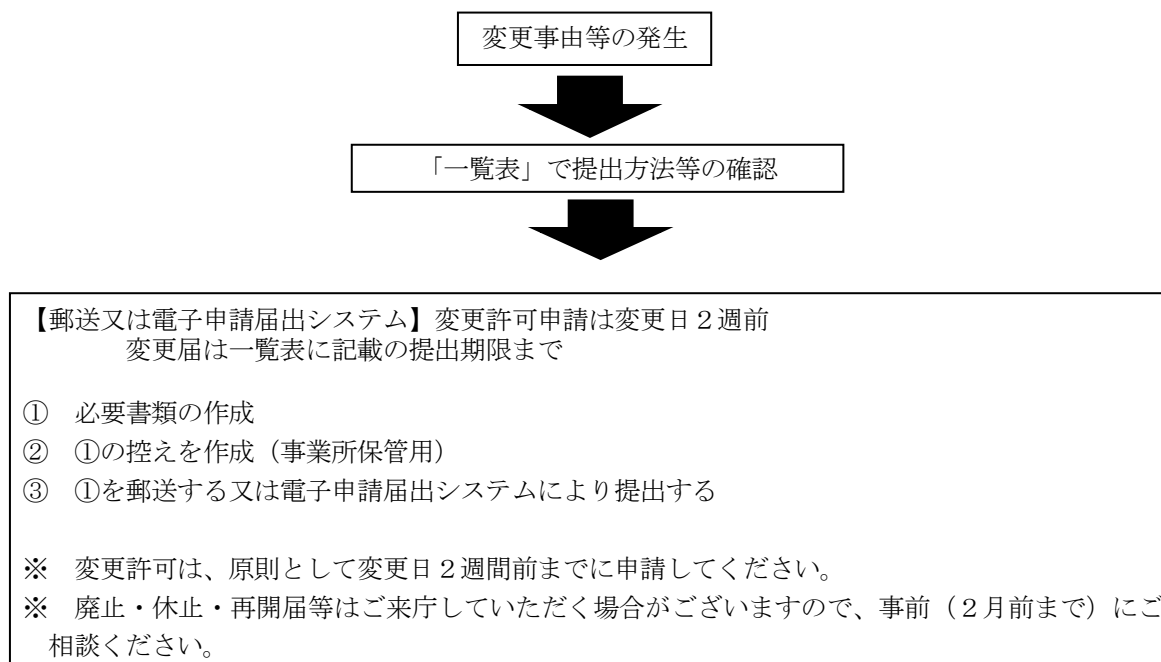 変更事由等の発生
「一覧表」で提出方法等の確認
【郵送又は電子申請届出システム】変更許可申請は変更日２週前
変更届は一覧表に記載の提出期限まで
① 必要書類の作成
② ①の控えを作成（事業所保管用）
③ ①を郵送する又は電子申請届出システムにより提出する
※ 変更許可は、原則として変更日２週間前までに申請してください。
※ 廃止・休止・再開届等はご来庁していただく場合がございますので、事前（２月前まで）にご
相談ください。